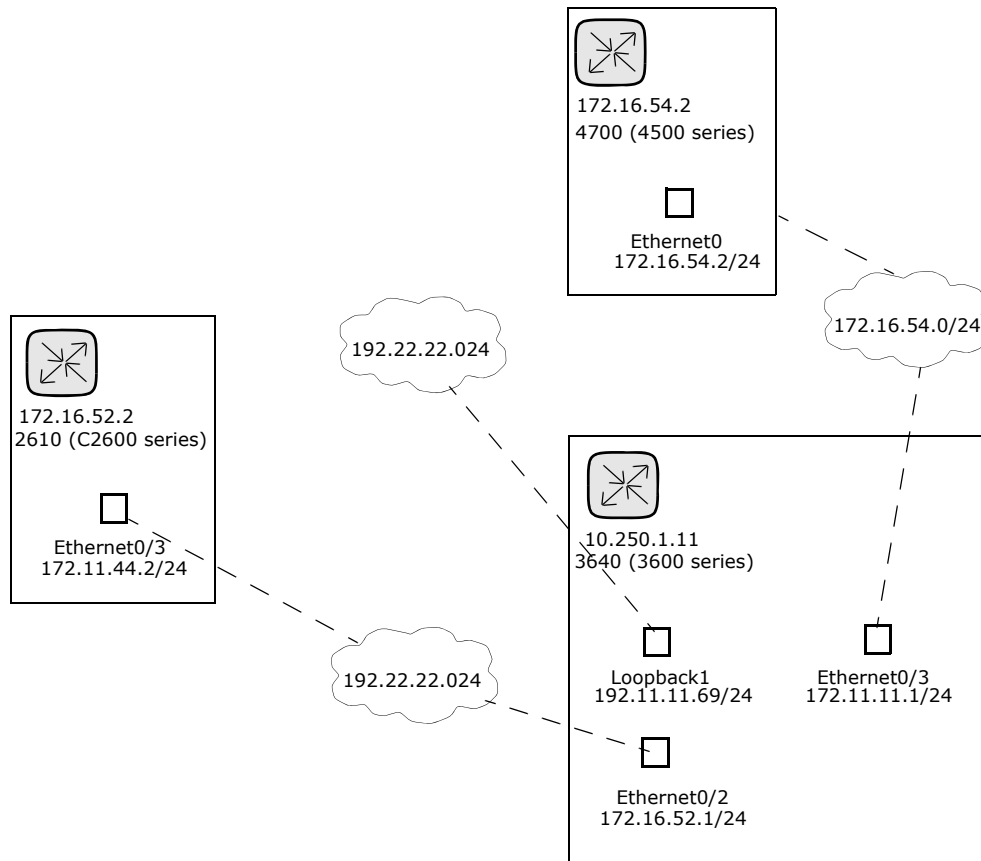 172.16.54.2
4700 (4500 series)
Ethernet0
172.16.54.2/24
172.16.54.0/24
192.22.22.024
172.16.52.2
2610 (C2600 series)
Ethernet0/3
172.11.44.2/24
192.22.22.024
10.250.1.11
3640 (3600 series)
Loopback1
192.11.11.69/24
Ethernet0/3
172.11.11.1/24
Ethernet0/2
172.16.52.1/24